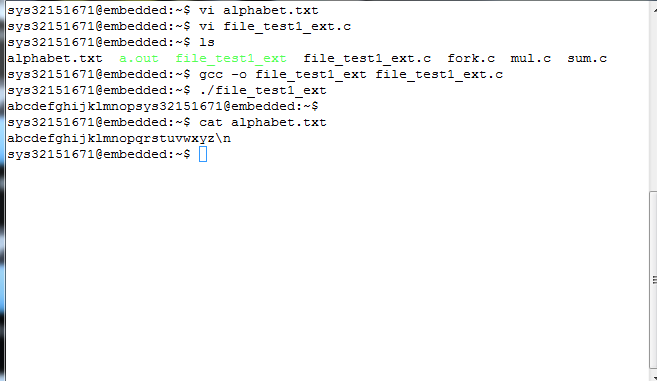 sys32151671@embedded:~$ vi alphabet.txt
sys32151671@embedded:~$ vi file_test1_ext.c
sys32151671@embedded:~$ ls
alphabet.txt  a.out  file_test1_ext  file_test1_ext.c  fork.c  mul.c  sum.c
sys32151671@embedded:~$ gcc -o file_test1_ext file_test1_ext.c
sys32151671@embedded:~$ ./file_test1_ext
abcdefghijklmnopsys32151671@embedded:~$
sys32151671@embedded:~$ cat alphabet.txt
abcdefghijklmnopqrstuvwxyz\n
sys32151671@embedded:~$